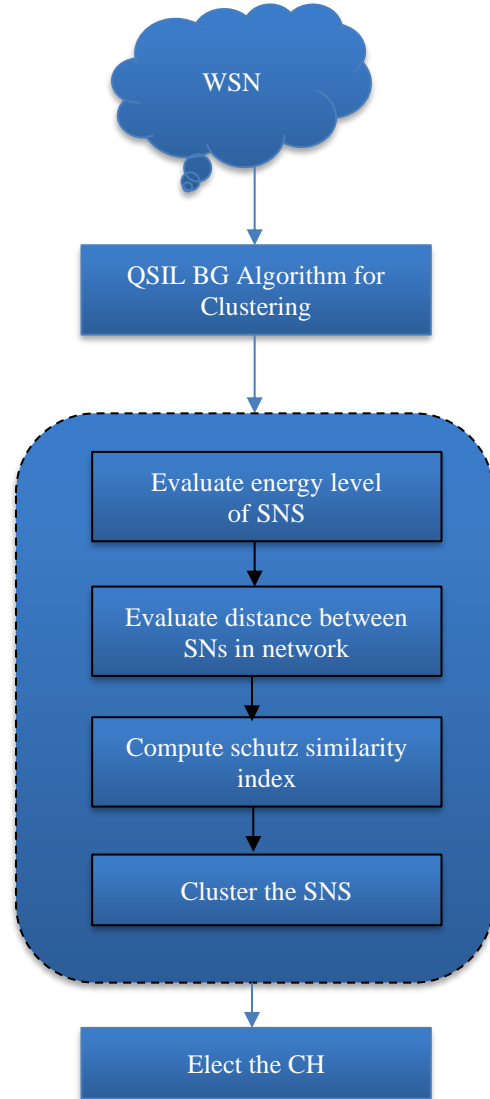 WSN
QSIL BG Algorithm for
Clustering
Evaluate energy level
of SNS
Evaluate distance between
SNs in network
Compute schutz similarity
index
Cluster the SNS
Elect the CH